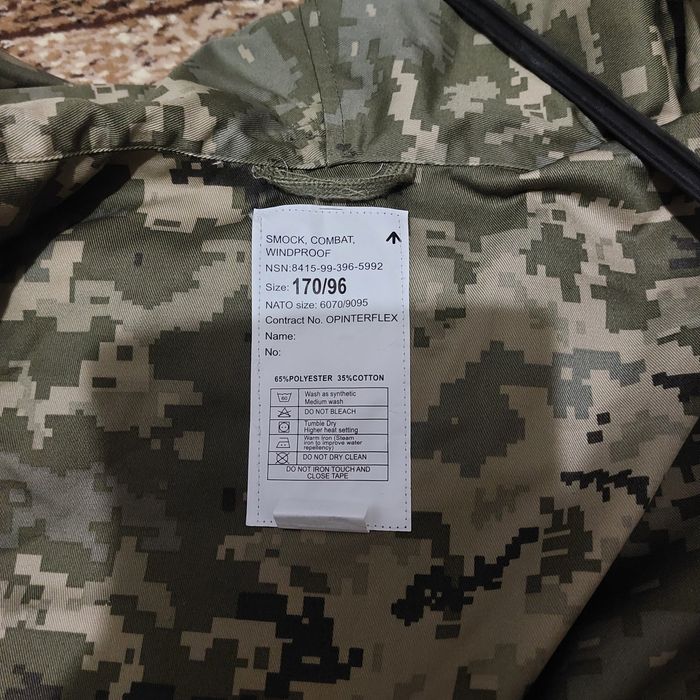 SMOCK, COMBAT,
WINDPROOF
NSN:8415-99-396-5992
Size: 170/96
NATO size: 6070/9095
Contract No. OPINTERFLEX
Name:
No:
65%POLYESTER 35%COTTON
60
Wash as synthetic
Medium wash
DO NOT BLEACH
Tumble Dry
Higher heat setting
Warm Iron (Steam
iron to improve water
repellency)
DO NOT DRY CLEAN
DO NOT IRON TOUCH AND
CLOSE TAPE